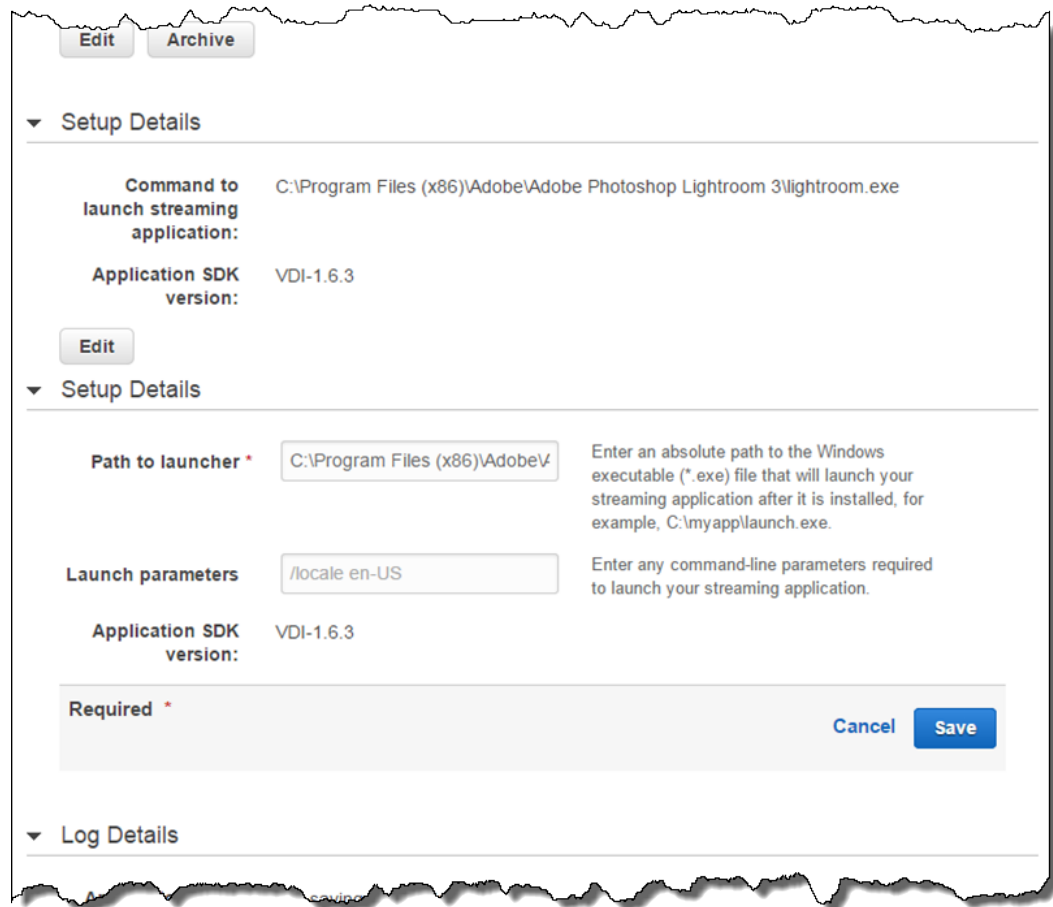 Edit Archive
Setup Details
Command to
launch streaming
application:
C:\Program Files (x86)\Adobe\Adobe Photoshop Lightroom 3\lightroom.exe
Application SDK
version:
VDI-1.6.3
Edit
Setup Details
Path to launcher *
C:\Program Files (x86)\Adobe\
Enter an absolute path to the Windows
executable (*.exe) file that will launch your
streaming application after it is installed, for
example, C:\myapp\launch.exe.
Launch parameters
/locale en-US
Enter any command-line parameters required
to launch your streaming application.
Application SDK
version:
VDI-1.6.3
Required *
Cancel Save
Log Details